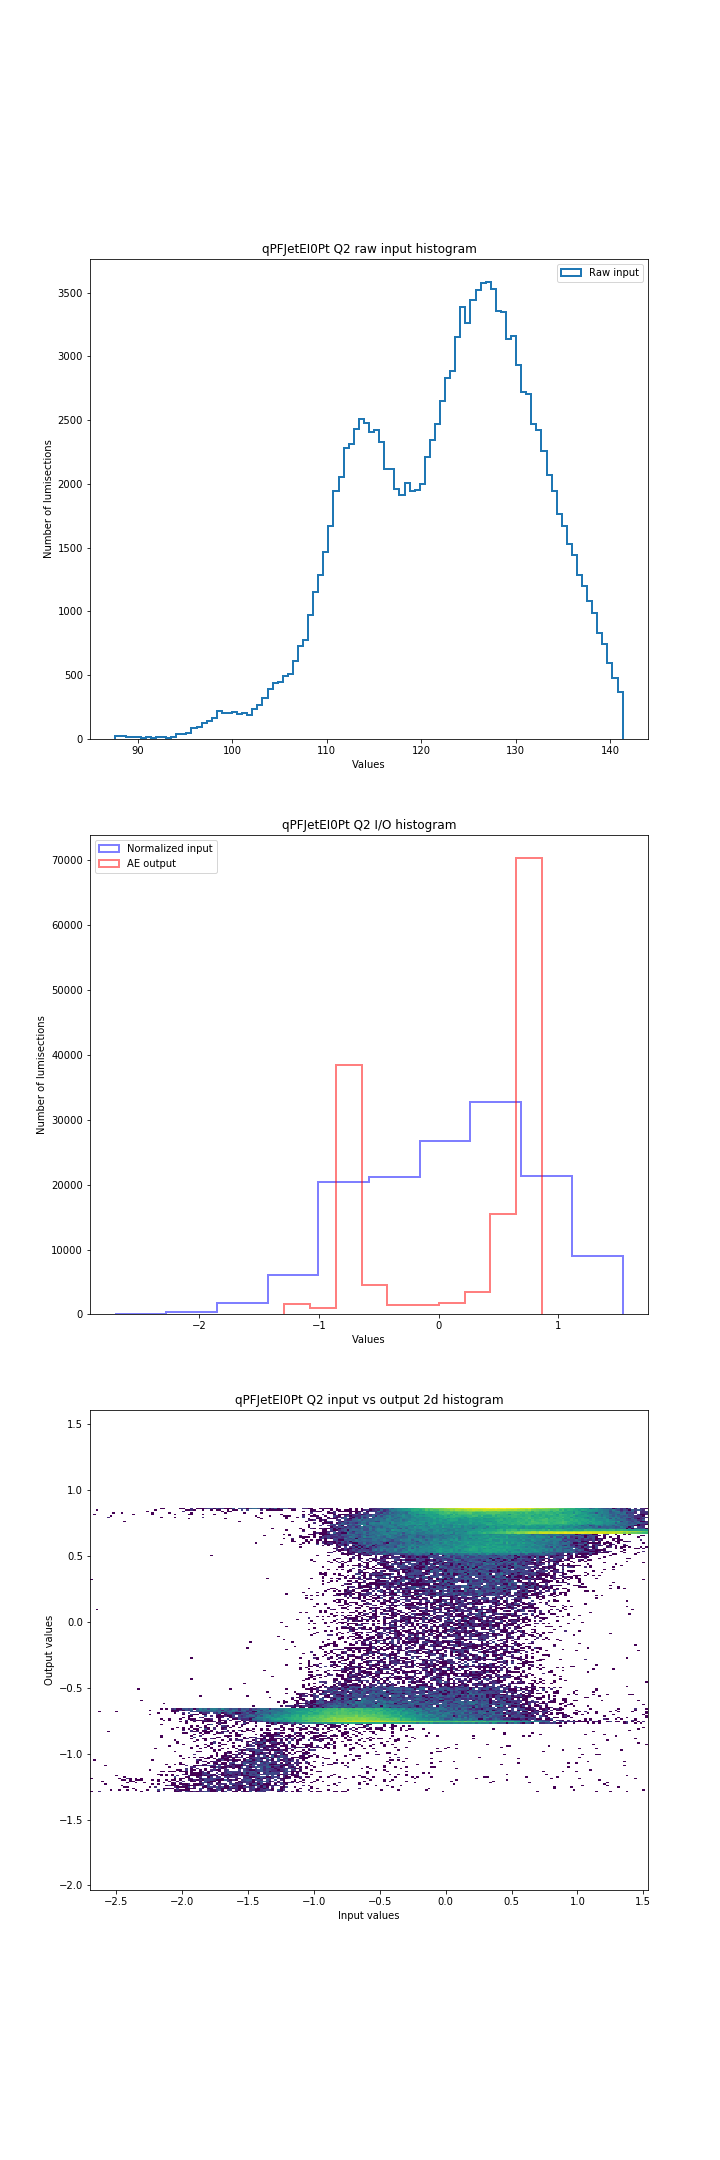 qPFJetEI0Pt Q2 raw input histogram
Raw input
3500
3000
2500
2000
1500
1000
500
0
Number of lumisections
90 100 110 120 130 140
Values
qPFJetEI0Pt Q2 I/O histogram
Normalized input
AE output
70000
60000
50000
40000
30000
20000
10000
0
Number of lumisections
−2 −1 0 1
Values
qPFJetEI0Pt Q2 input vs output 2d histogram
1.5
1.0
0.5
0.0
−0.5
−1.0
−1.5
−2.0
Output values
−2.5 −2.0 −1.5 −1.0 −0.5 0.0 0.5 1.0 1.5
Input values